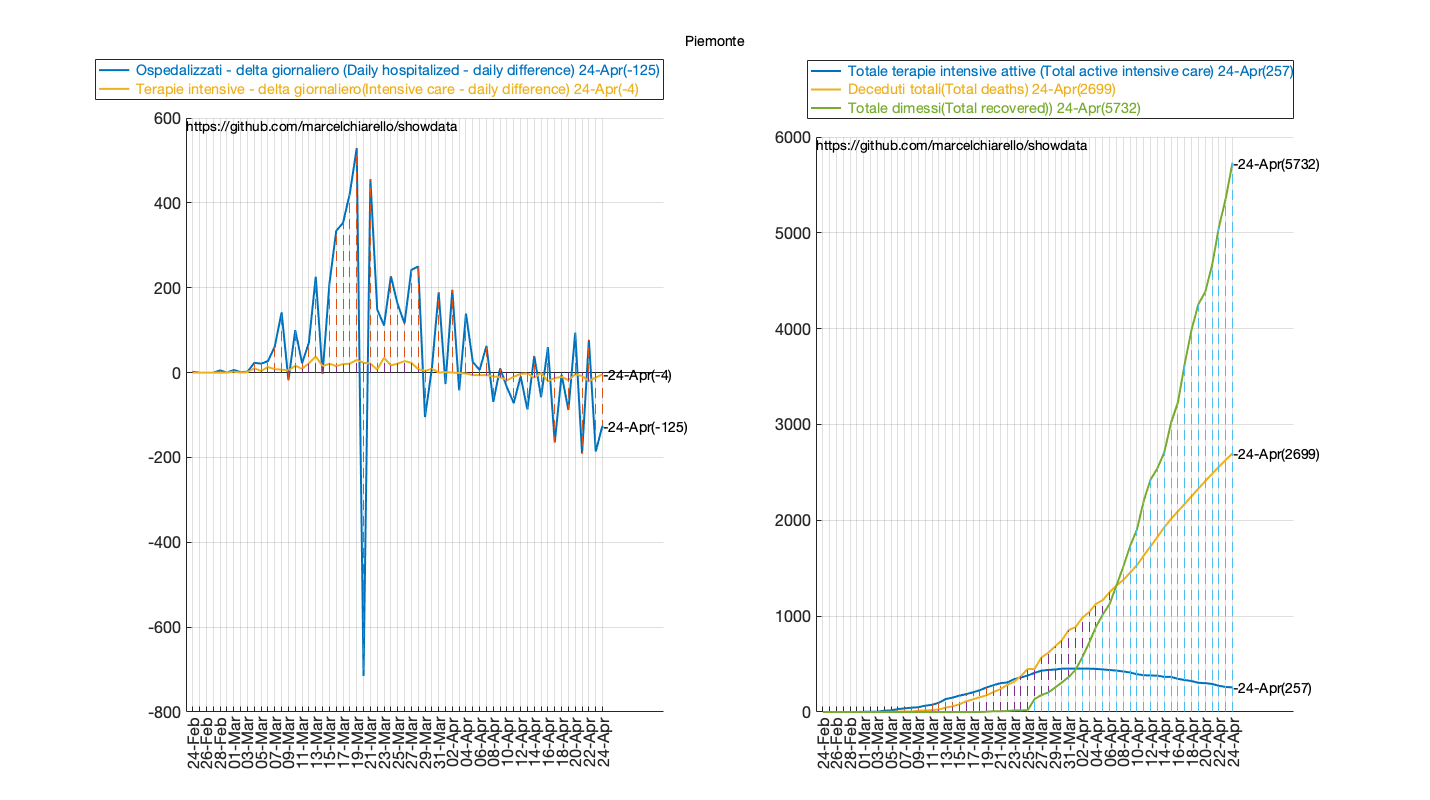 Piemonte
Ospedalizzati - delta giornaliero (Daily hospitalized - daily difference) 24-Apr(-125)
Terapie intensive - delta giornaliero(Intensive care - daily difference) 24-Apr(-4)
https://github.com/marcelchiarello/showdata
600
400
200
0
-200
-400
-600
-800
-24-Apr(-4)
-24-Apr(-125)
24-Feb
26-Feb
28-Feb
01-Mar
03-Mar
05-Mar
07-Mar
09-Mar
11-Mar
13-Mar
15-Mar
17-Mar
19-Mar
21-Mar
23-Mar
25-Mar
27-Mar
29-Mar
31-Mar
02-Apr
04-Apr
06-Apr
08-Apr
10-Apr
12-Apr
14-Apr
16-Apr
18-Apr
20-Apr
22-Apr
24-Apr
Totale terapie intensive attive (Total active intensive care) 24-Apr(257)
Deceduti totali(Total deaths) 24-Apr(2699)
Totale dimessi(Total recovered)) 24-Apr(5732)
https://github.com/marcelchiarello/showdata
6000
5000
4000
3000
2000
1000
0
-24-Apr(5732)
-24-Apr(2699)
-24-Apr(257)
24-Feb
26-Feb
28-Feb
01-Mar
03-Mar
05-Mar
07-Mar
09-Mar
11-Mar
13-Mar
15-Mar
17-Mar
19-Mar
21-Mar
23-Mar
25-Mar
27-Mar
29-Mar
31-Mar
02-Apr
04-Apr
06-Apr
08-Apr
10-Apr
12-Apr
14-Apr
16-Apr
18-Apr
20-Apr
22-Apr
24-Apr